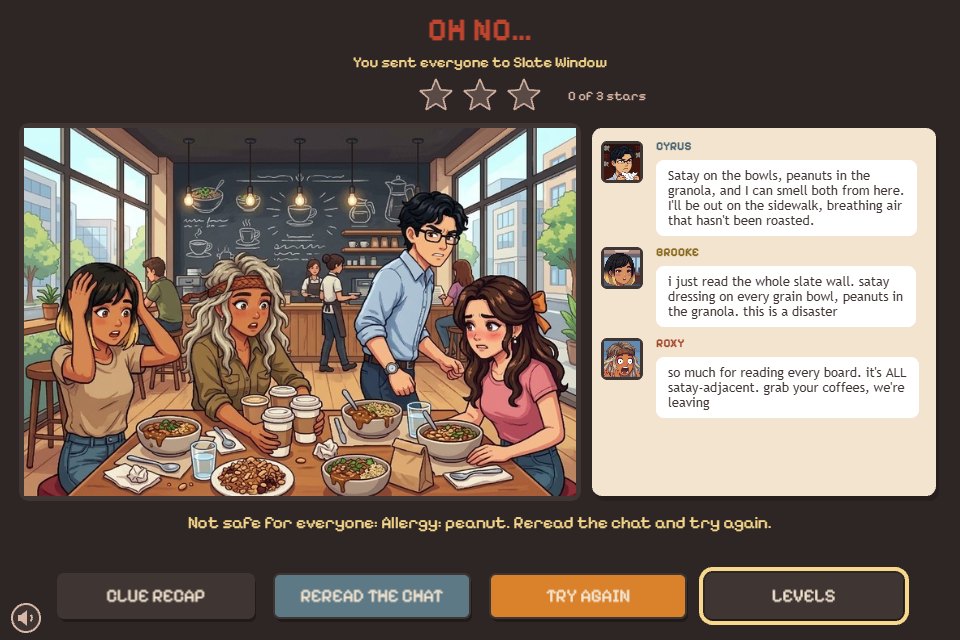 OH NO...
You sent everyone to Slate Window
0 of 3 stars
CYRUS
Satay on the bowls, peanuts in the
granola, and I can smell both from here.
I'll be out on the sidewalk, breathing air
that hasn't been roasted.
BROOKE
i just read the whole slate wall. satay
dressing on every grain bowl, peanuts in
the granola. this is a disaster
ROXY
so much for reading every board. it's ALL
satay-adjacent. grab your coffees, we're
leaving
Not safe for everyone: Allergy: peanut. Reread the chat and try again.
CLUE RECAP
REREAD THE CHAT
TRY AGAIN
LEVELS